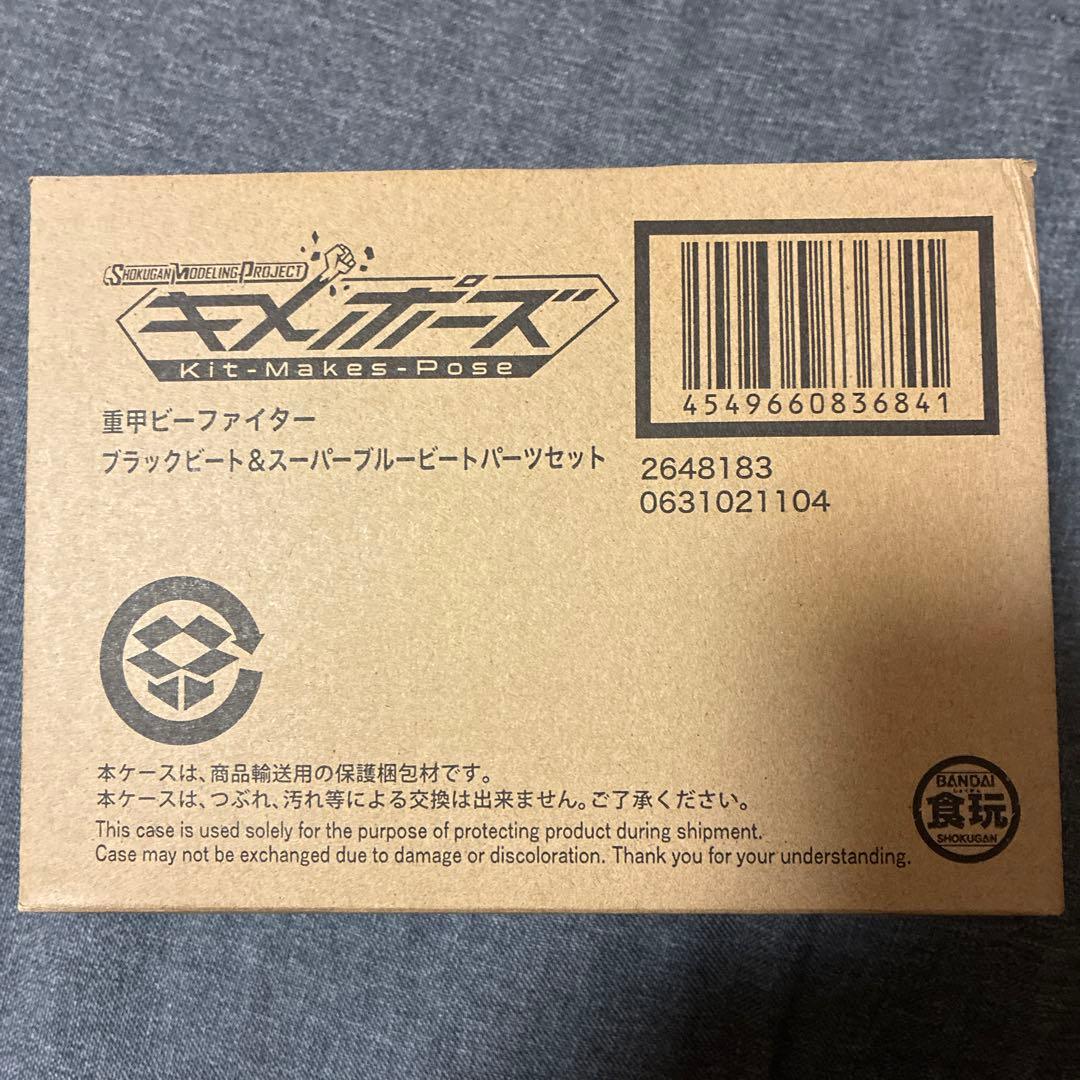 SHOKUGAN MODELING PROJECT
キメポーズ
Kit-Makes-Pose
重甲ビーファイター
ブラックビート&スーパーブルービートパーツセット
4549660836841
2648183
0631021104
本ケースは、商品輸送用の保護梱包材です。
本ケースは、つぶれ、汚れ等による交換は出来ません。ご了承ください。
This case is used solely for the purpose of protecting product during shipment.
Case may not be exchanged due to damage or discoloration. Thank you for your understanding.
BANDAI
しょくがん
食玩
SHOKUGAN